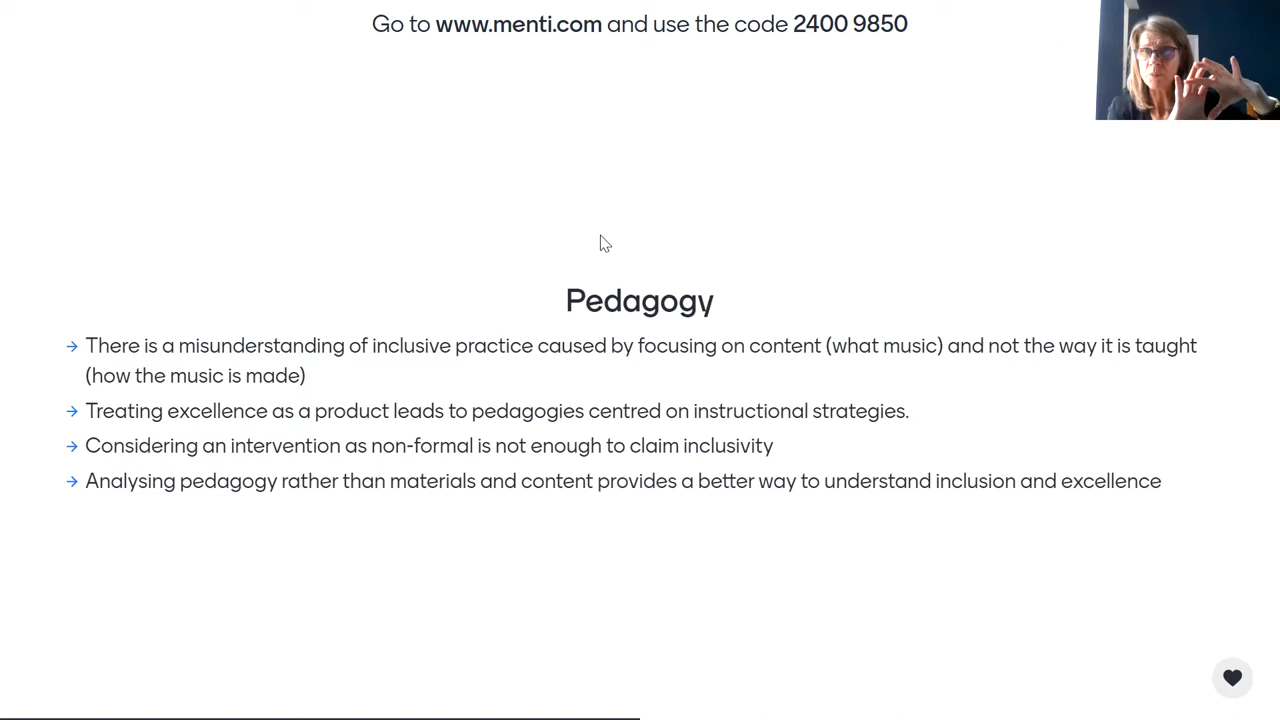 Go to www.menti.com and use the code 2400 9850
Pedagogy
There is a misunderstanding of inclusive practice caused by focusing on content (what music) and not the way it is taught
(how the music is made)
Treating excellence as a product leads to pedagogies centred on instructional strategies.
Considering an intervention as non-formal is not enough to claim inclusivity
Analysing pedagogy rather than materials and content provides a better way to understand inclusion and excellence